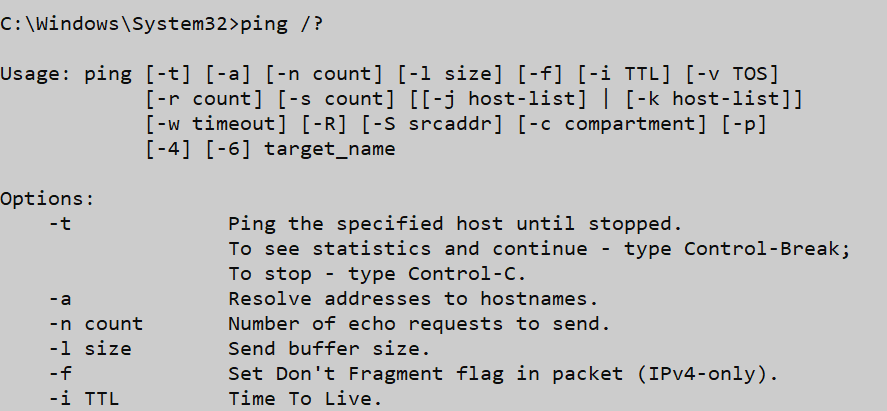 C:\Windows\System32>ping /?
Usage: ping [-t] [-a] [-n count] [-l size] [-f] [-i TTL] [-v TOS]
[-r count] [-s count] [[-j host-list] | [-k host-list]]
[-w timeout] [-R] [-S srcaddr] [-c compartment] [-p]
[-4] [-6] target_name
Options:
-t Ping the specified host until stopped.
To see statistics and continue - type Control-Break;
To stop - type Control-C.
-a Resolve addresses to hostnames.
-n count Number of echo requests to send.
-l size Send buffer size.
-f Set Don't Fragment flag in packet (IPv4-only).
-i TTL Time To Live.